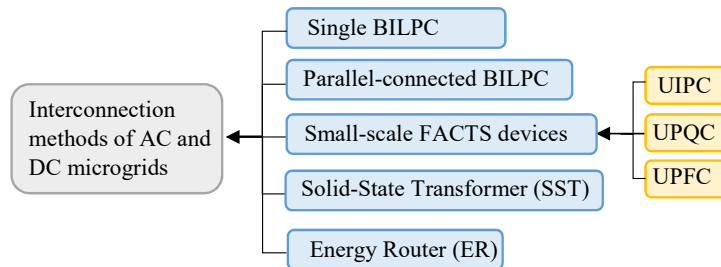 Interconnection
methods of AC and
DC microgrids
Single BILPC
Parallel-connected BILPC
Small-scale FACTS devices
Solid-State Transformer (SST)
Energy Router (ER)
UIPC
UPQC
UPFC